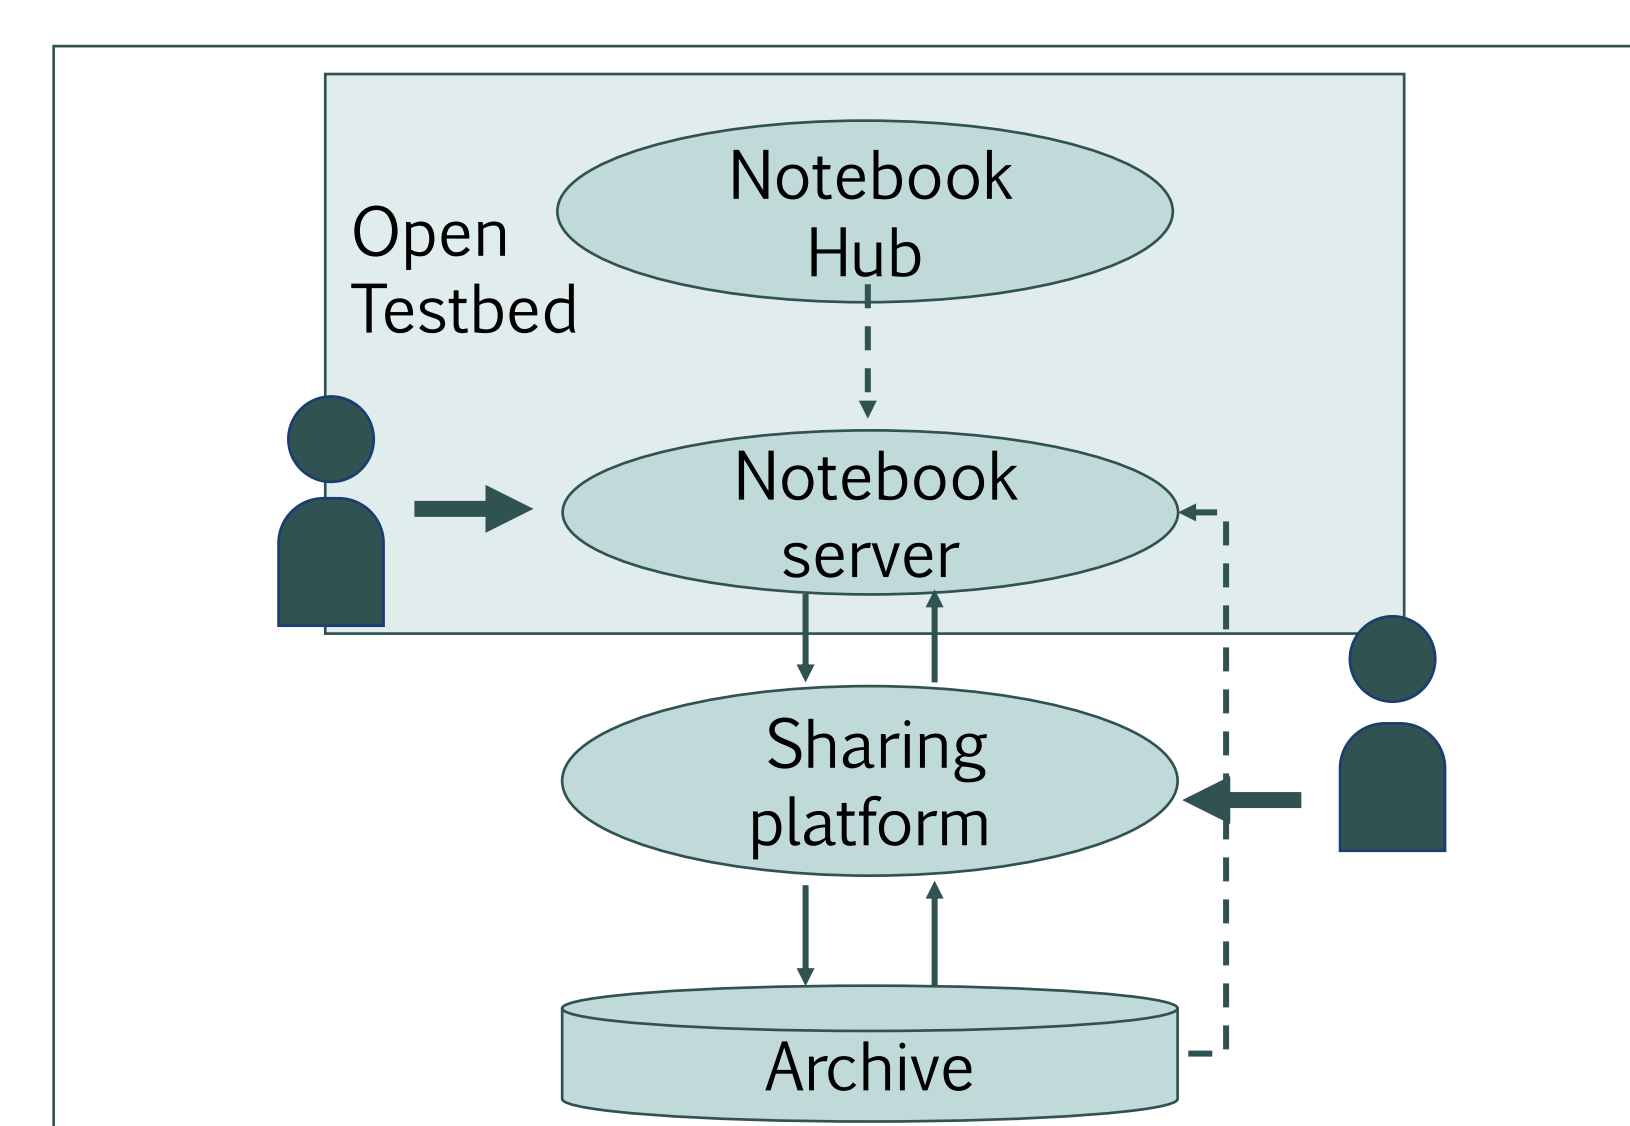 Notebook
Hub
Open
Testbed
Notebook
server
Sharing
platform
Archive